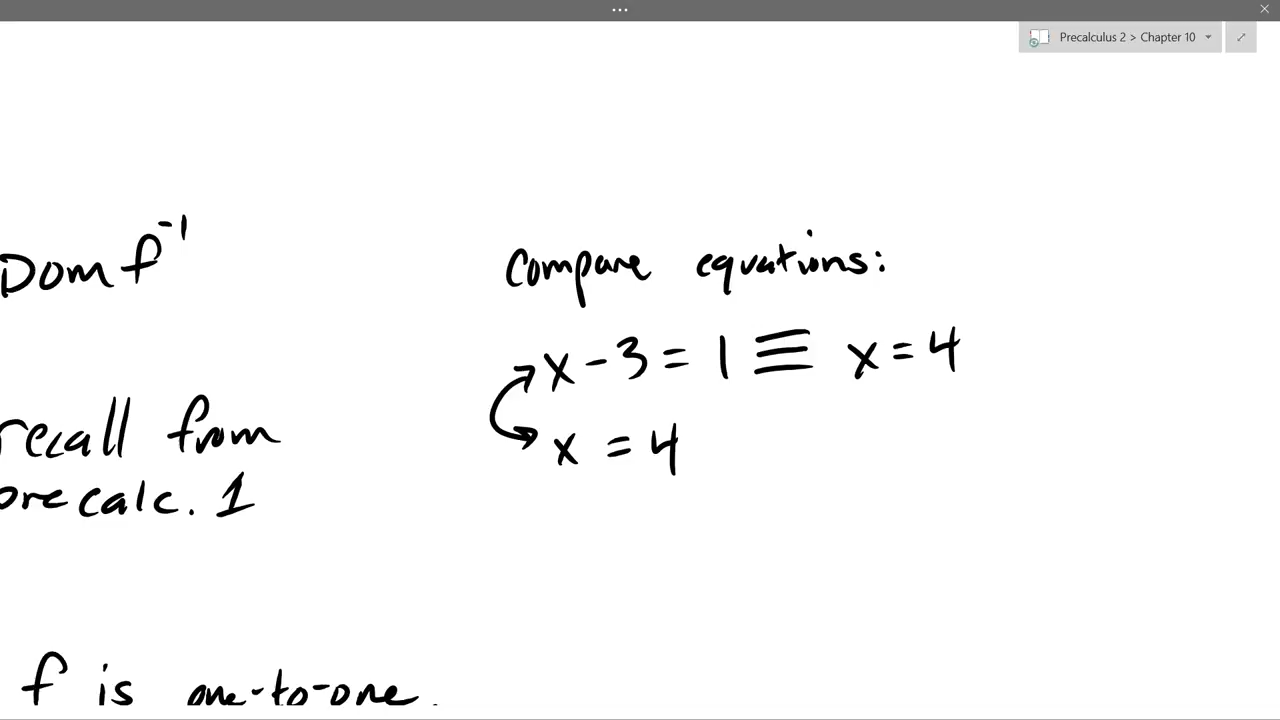 Precalculus 2 > Chapter 10
Dom f⁻¹
compare equations:
x - 3 = 1 ≡ x = 4
x = 4
recall from
precalc. 1
f is one-to-one.